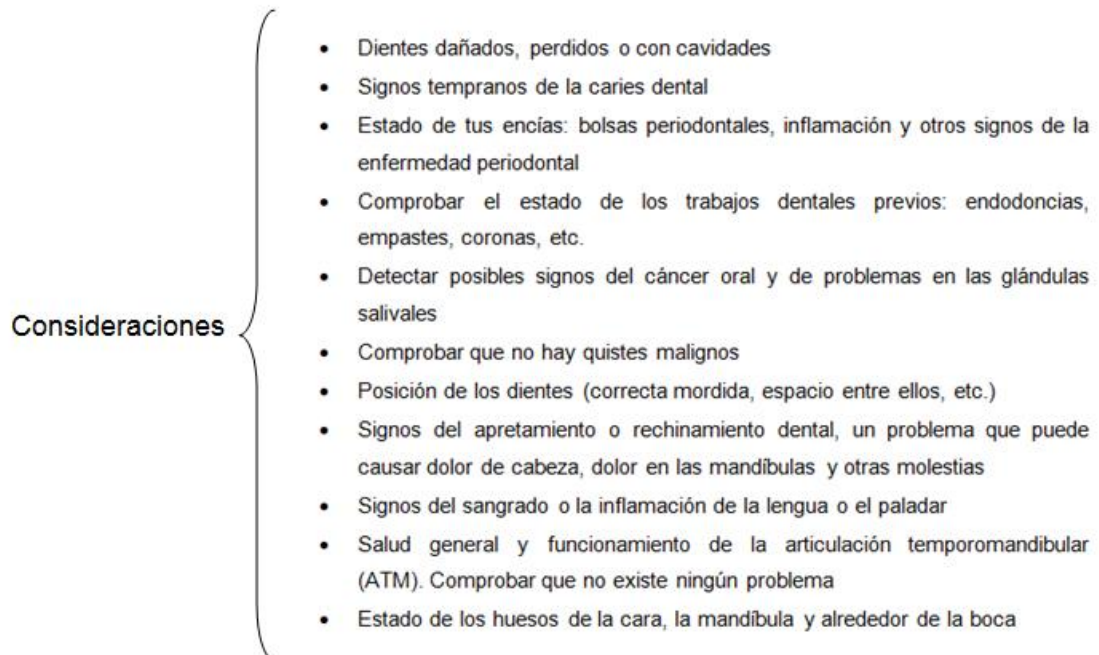 Consideraciones
• Dientes dañados, perdidos o con cavidades
• Signos tempranos de la caries dental
• Estado de tus encías: bolsas periodontales, inflamación y otros signos de la
enfermedad periodontal
• Comprobar el estado de los trabajos dentales previos: endodoncias,
empastes, coronas, etc.
• Detectar posibles signos del cáncer oral y de problemas en las glándulas
salivales
• Comprobar que no hay quistes malignos
• Posición de los dientes (correcta mordida, espacio entre ellos, etc.)
• Signos del apretamiento o rechinamiento dental, un problema que puede
causar dolor de cabeza, dolor en las mandíbulas y otras molestias
• Signos del sangrado o la inflamación de la lengua o el paladar
• Salud general y funcionamiento de la articulación temporomandibular
(ATM). Comprobar que no existe ningún problema
• Estado de los huesos de la cara, la mandíbula y alrededor de la boca